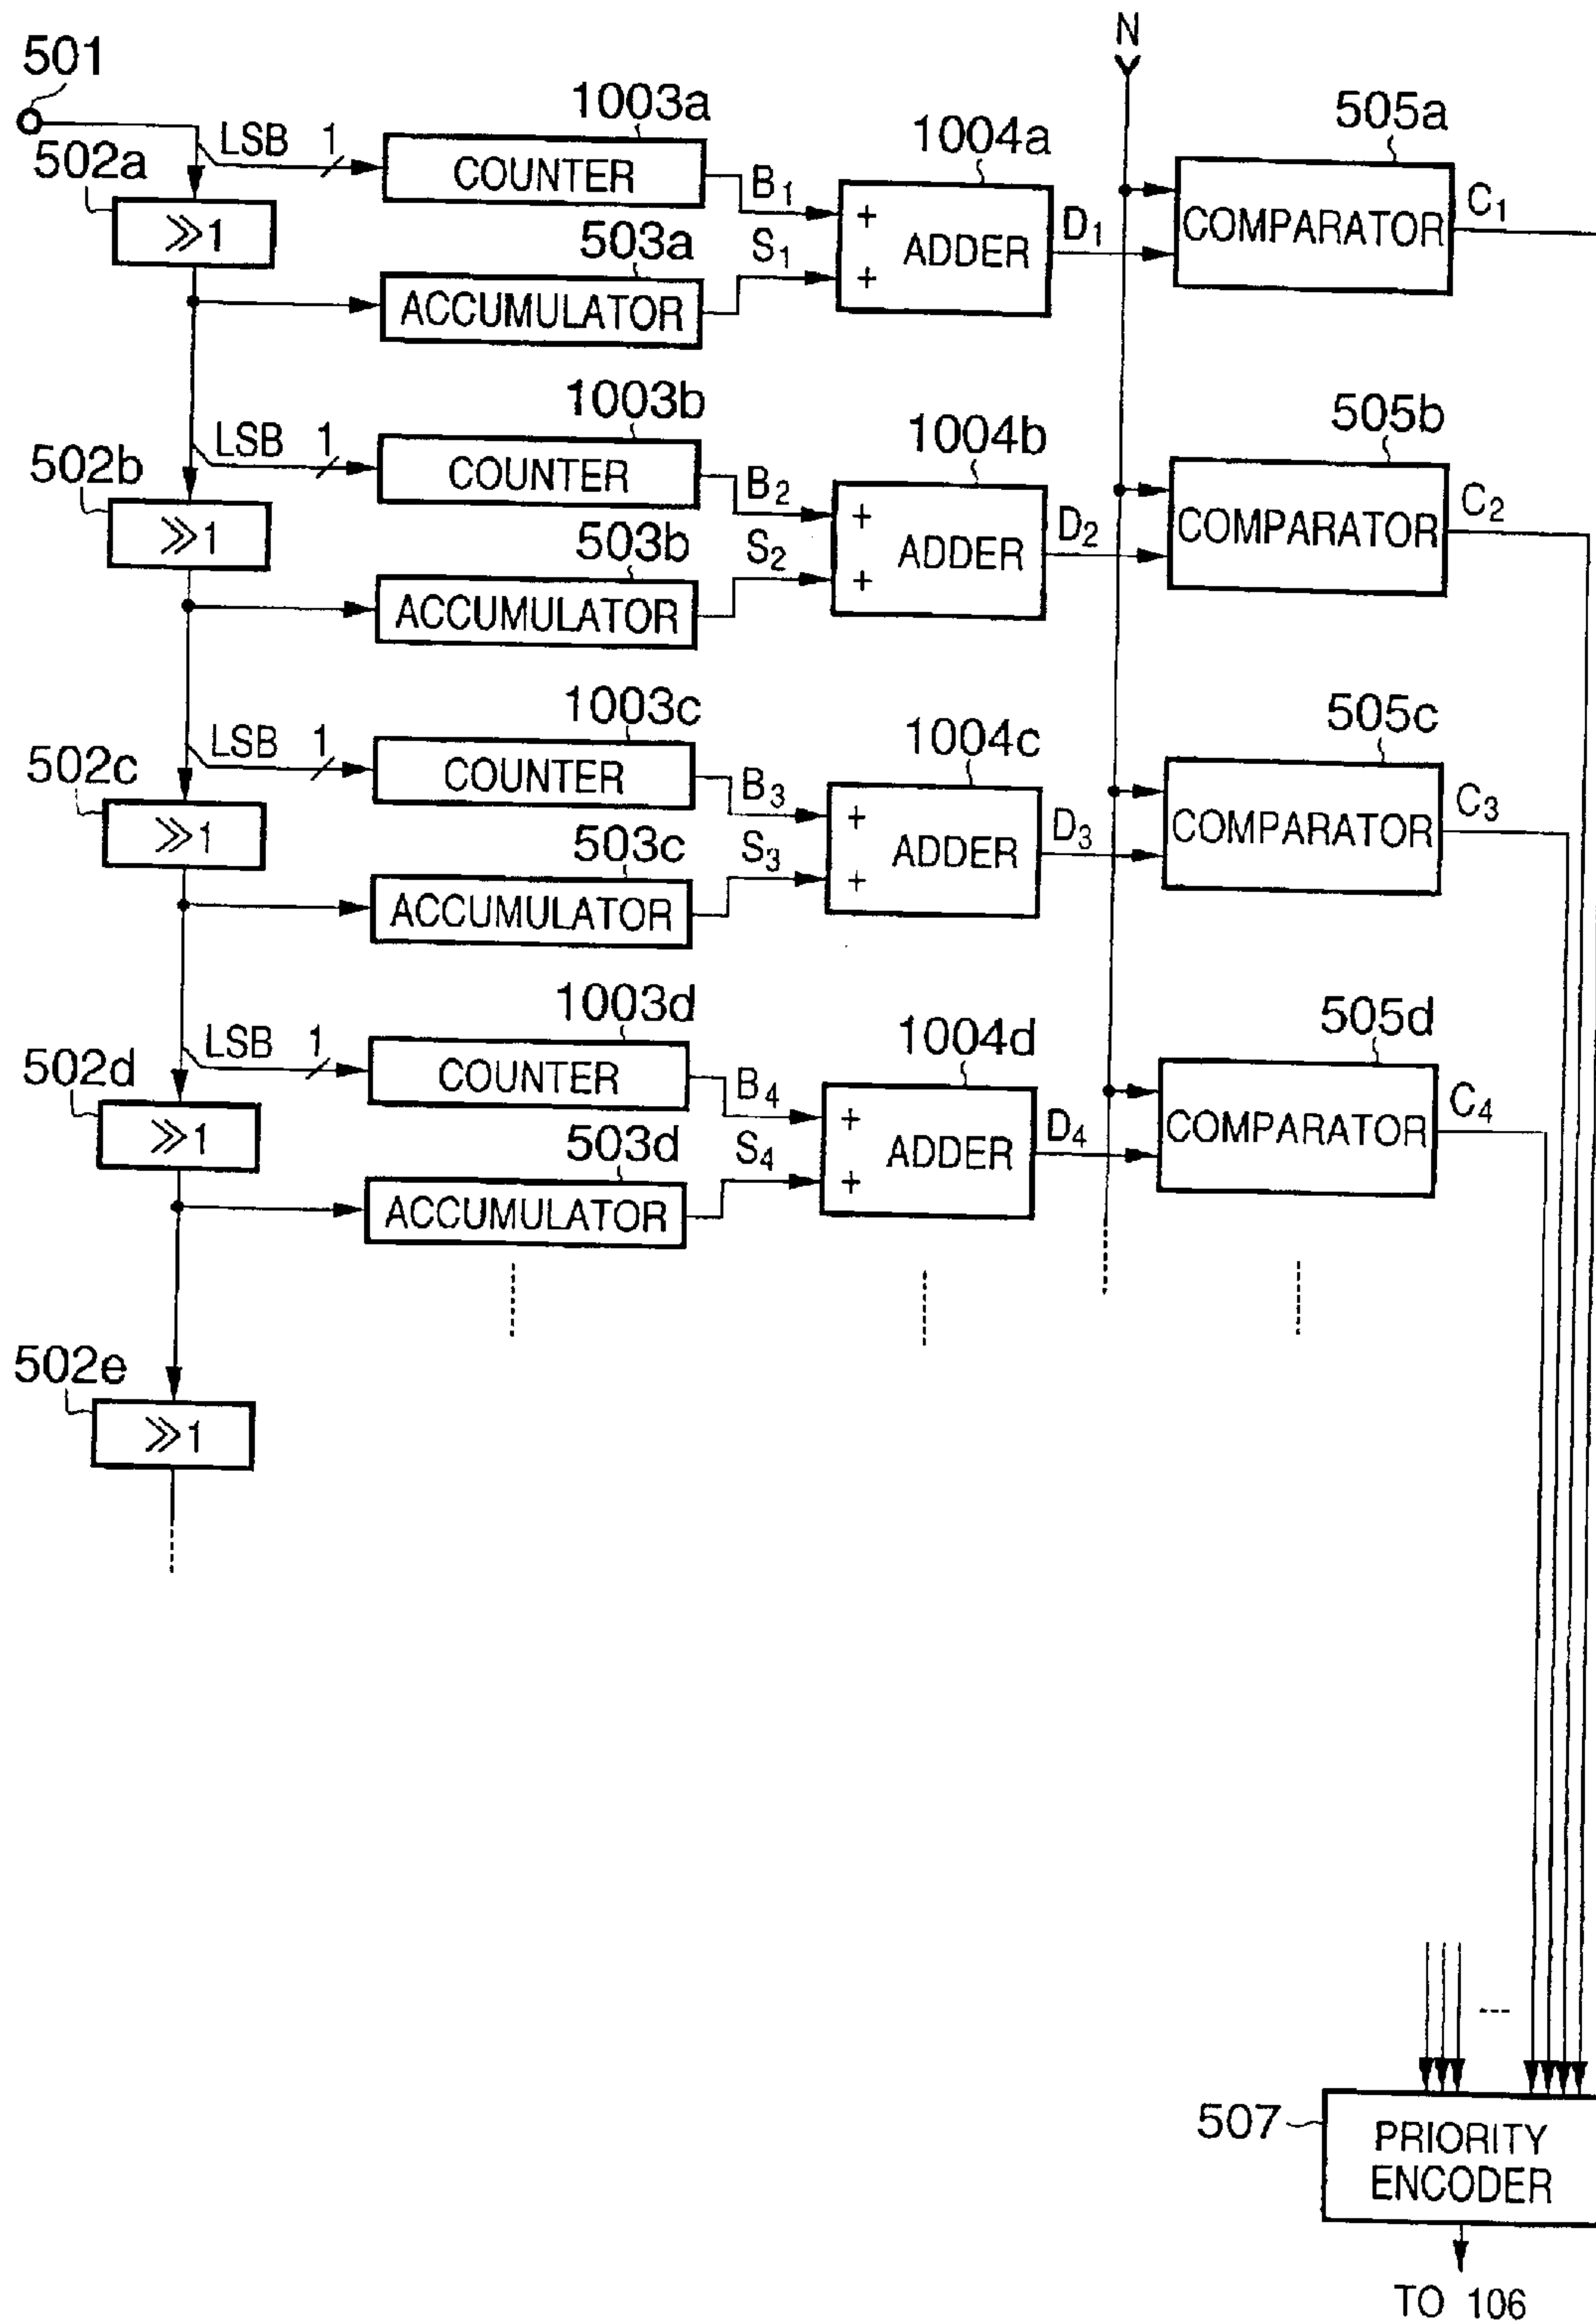 N
501
1003a
505a
LSB 1
1004a
502a
COUNTER
B1
C1
+
COMPARATOR
≫1
503a
S1
ADDER
D1
+
ACCUMULATOR
1003b
505b
LSB 1
1004b
502b
COUNTER
B2
C2
+
COMPARATOR
≫1
503b
S2
ADDER
D2
+
ACCUMULATOR
1003c
505c
LSB 1
1004c
502c
COUNTER
B3
C3
+
COMPARATOR
≫1
503c
S3
ADDER
D3
+
ACCUMULATOR
1003d
505d
LSB 1
1004d
502d
COUNTER
B4
C4
+
COMPARATOR
≫1
503d
S4
ADDER
D4
+
ACCUMULATOR
502e
≫1
507
PRIORITY
ENCODER
TO 106